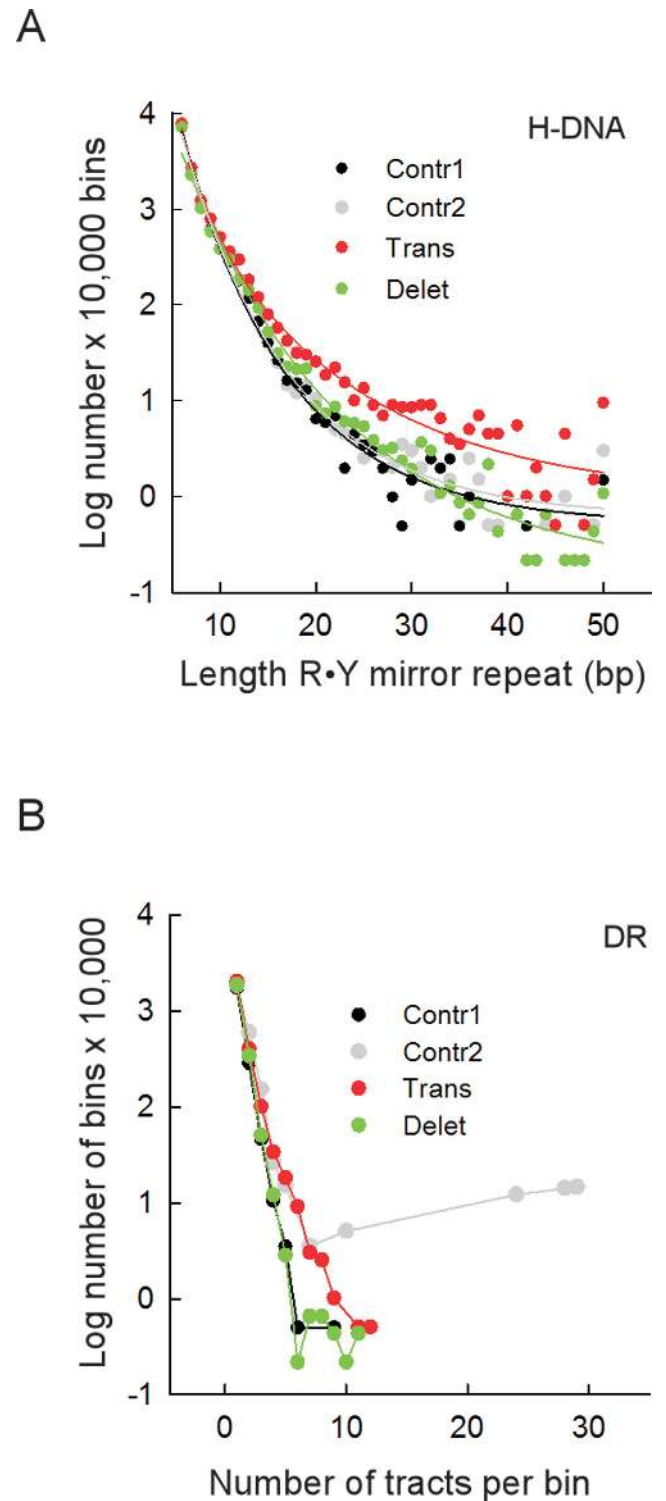 A
H-DNA
Log number x 10,000 bins
4
3
2
1
0
-1
Contr1
Contr2
Trans
Delet
10
20
30
40
50
Length R•Y mirror repeat (bp)
B
DR
Log number of bins x 10,000
4
3
2
1
0
-1
Contr1
Contr2
Trans
Delet
0
10
20
30
Number of tracts per bin